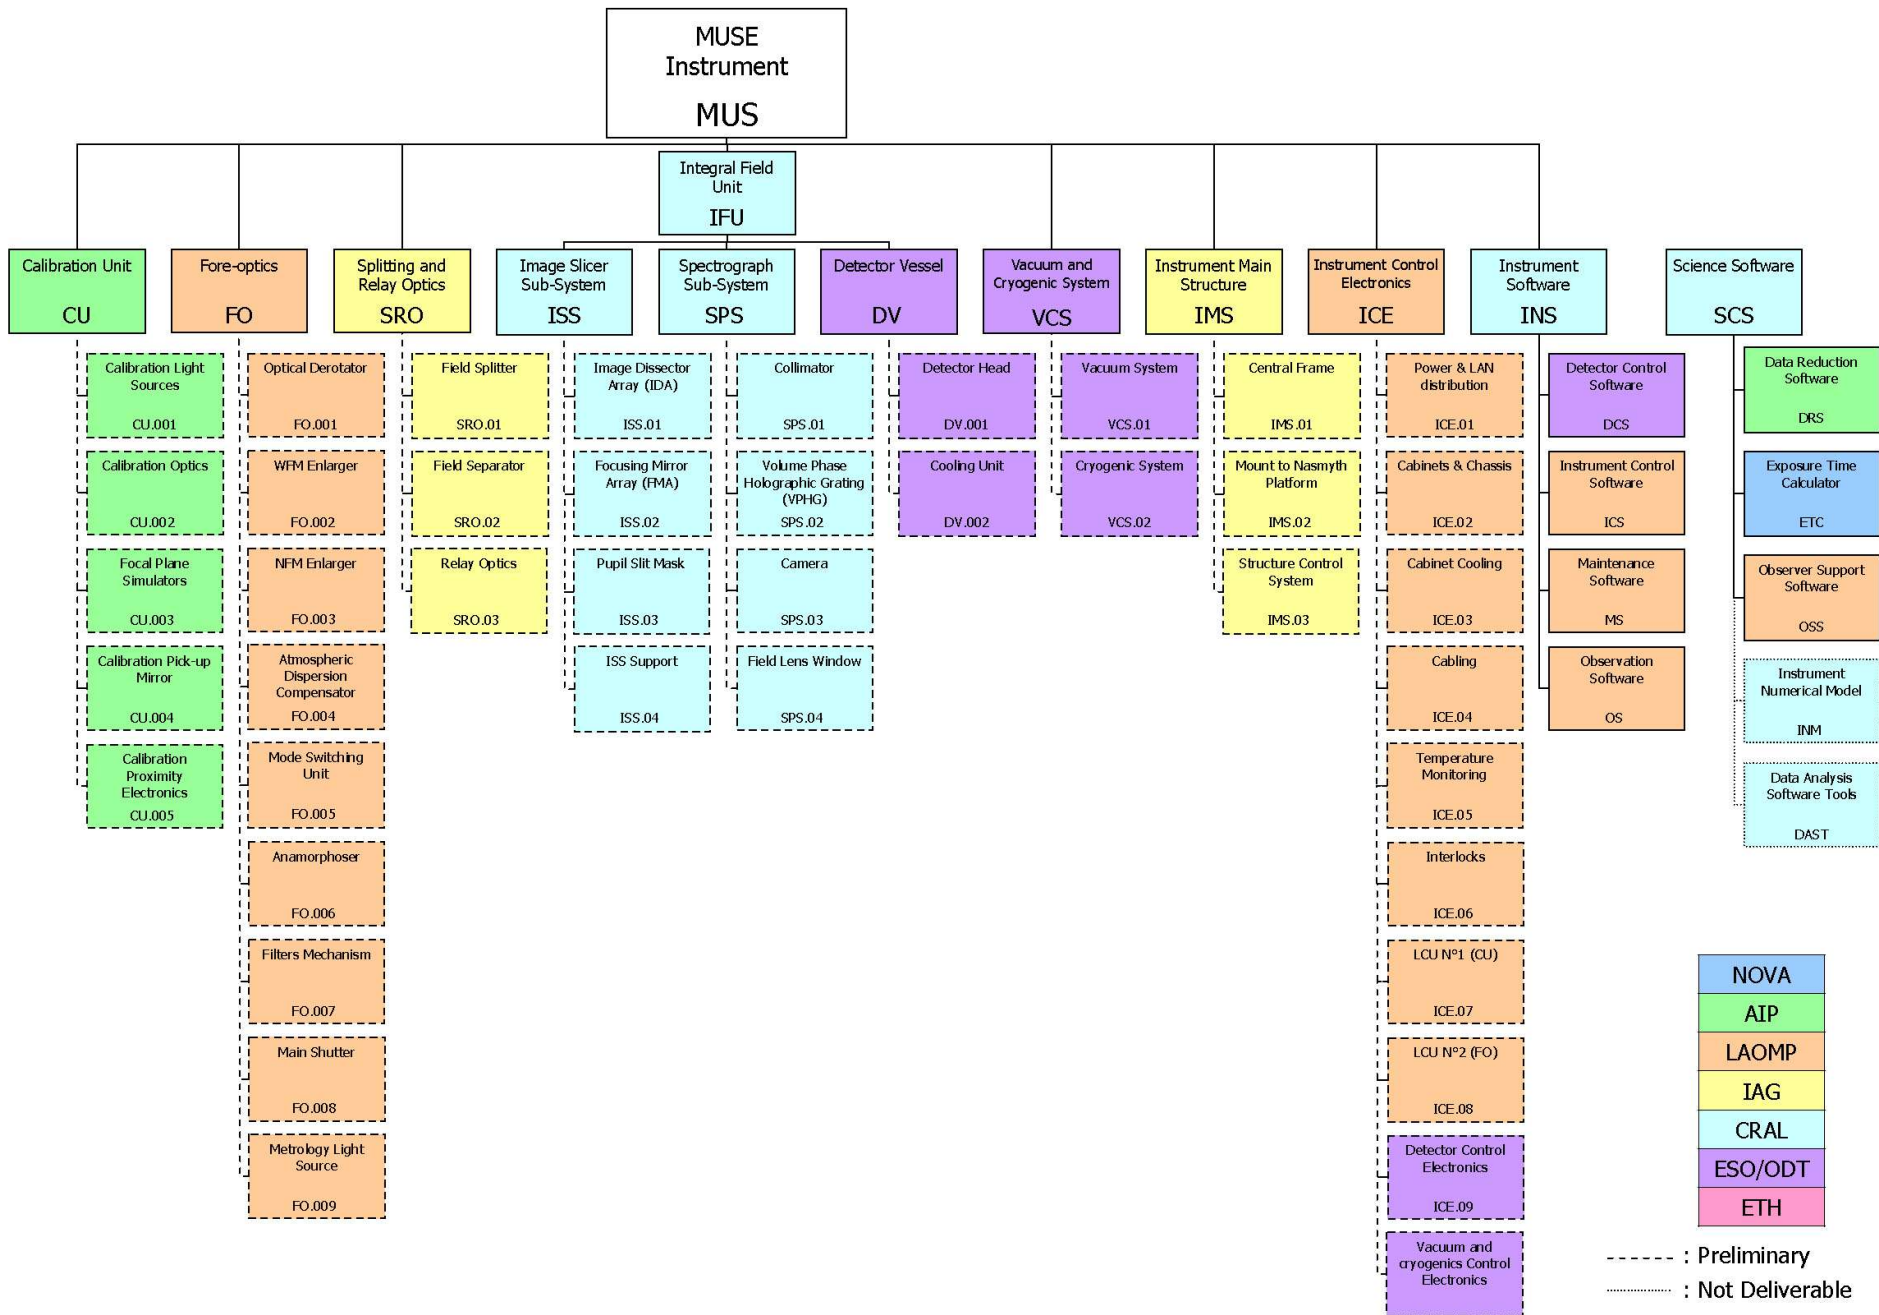 MUSE
Instrument
MUS
Integral Field
Unit
IFU
Calibration Unit
CU
Fore-optics
FO
Splitting and
Relay Optics
SRO
Image Slicer
Sub-System
ISS
Spectrograph
Sub-System
SPS
Detector Vessel
DV
Vacuum and
Cryogenic System
VCS
Instrument Main
Structure
IMS
Instrument Control
Electronics
ICE
Instrument
Software
INS
Science Software
SCS
Calibration Light
Sources
CU.001
Calibration Optics
CU.002
Focal Plane
Simulators
CU.003
Calibration Pick-up
Mirror
CU.004
Calibration
Proximity
Electronics
CU.005
Optical Derotator
FO.001
WFM Enlarger
FO.002
NFM Enlarger
FO.003
Atmospheric
Dispersion
Compensator
FO.004
Mode Switching
Unit
FO.005
Anamorphoser
FO.006
Filters Mechanism
FO.007
Main Shutter
FO.008
Metrology Light
Source
FO.009
Field Splitter
SRO.01
Field Separator
SRO.02
Relay Optics
SRO.03
Image Dissector
Array (IDA)
ISS.01
Focusing Mirror
Array (FMA)
ISS.02
Pupil Slit Mask
ISS.03
ISS Support
ISS.04
Collimator
SPS.01
Volume Phase
Holographic Grating
(VPHG)
SPS.02
Camera
SPS.03
Field Lens Window
SPS.04
Detector Head
DV.001
Cooling Unit
DV.002
Vacuum System
VCS.01
Cryogenic System
VCS.02
Central Frame
IMS.01
Mount to Nasmyth
Platform
IMS.02
Structure Control
System
IMS.03
Power & LAN
distribution
ICE.01
Cabinets & Chassis
ICE.02
Cabinet Cooling
ICE.03
Cabling
ICE.04
Temperature
Monitoring
ICE.05
Interlocks
ICE.06
LCU N°1 (CU)
ICE.07
LCU N°2 (FO)
ICE.08
Detector Control
Electronics
ICE.09
Vacuum and
cryogenics Control
Electronics
Detector Control
Software
DCS
Instrument Control
Software
ICS
Maintenance
Software
MS
Observation
Software
OS
Data Reduction
Software
DRS
Exposure Time
Calculator
ETC
Observer Support
Software
OSS
Instrument
Numerical Model
INM
Data Analysis
Software Tools
DAST
NOVA
AIP
LAOMP
IAG
CRAL
ESO/ODT
ETH
: Preliminary
: Not Deliverable